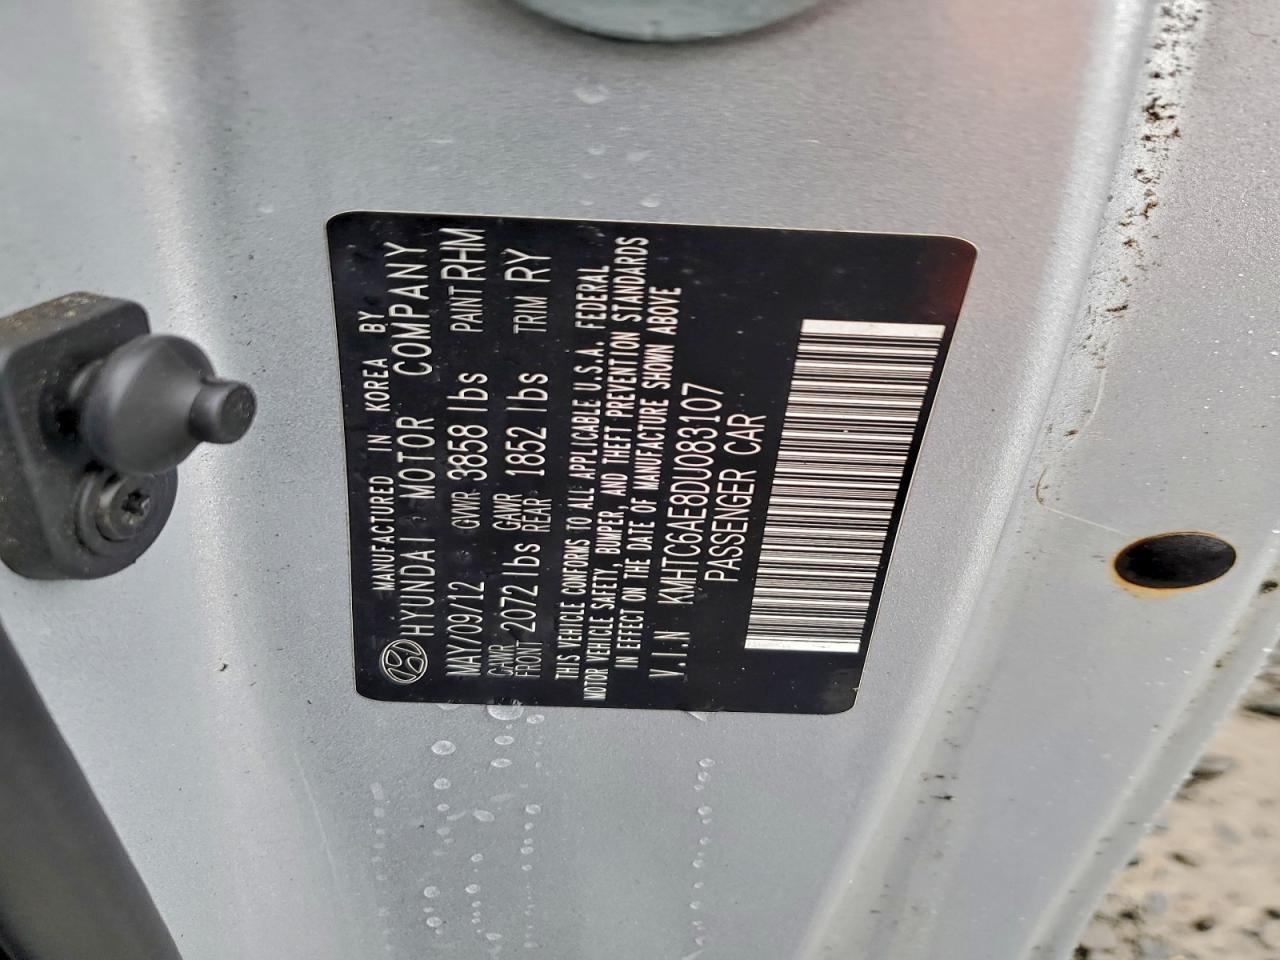 MANUFACTURED IN KOREA BY
HYUNDAI MOTOR COMPANY
MAY/09/12 GVWR 3858 lbs PAINT RHM
GAWR FRONT 2072 lbs GAWR REAR 1852 lbs TRIM RY
THIS VEHICLE CONFORMS TO ALL APPLICABLE U.S.A. FEDERAL
MOTOR VEHICLE SAFETY, BUMPER, AND THEFT PREVENTION STANDARDS
IN EFFECT ON THE DATE OF MANUFACTURE SHOWN ABOVE
V.I.N KMHTC6AE8DU083107
PASSENGER CAR